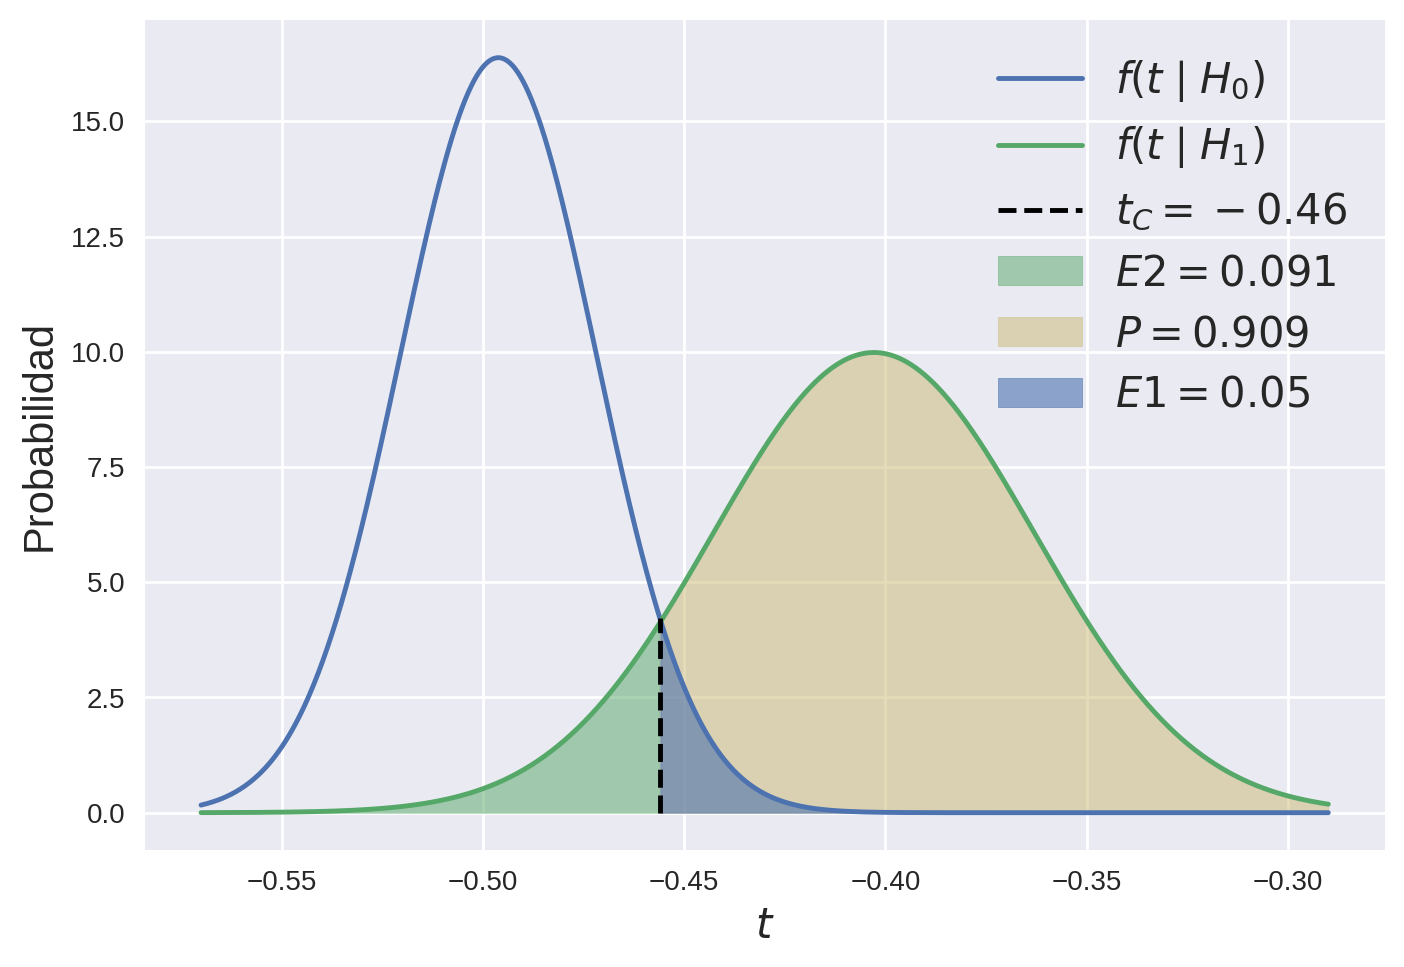 f(t | H₀)
f(t | H₁)
t_C = −0.46
E2 = 0.091
P = 0.909
E1 = 0.05
15.0
12.5
10.0
7.5
5.0
2.5
0.0
Probabilidad
−0.55
−0.50
−0.45
−0.40
−0.35
−0.30
t